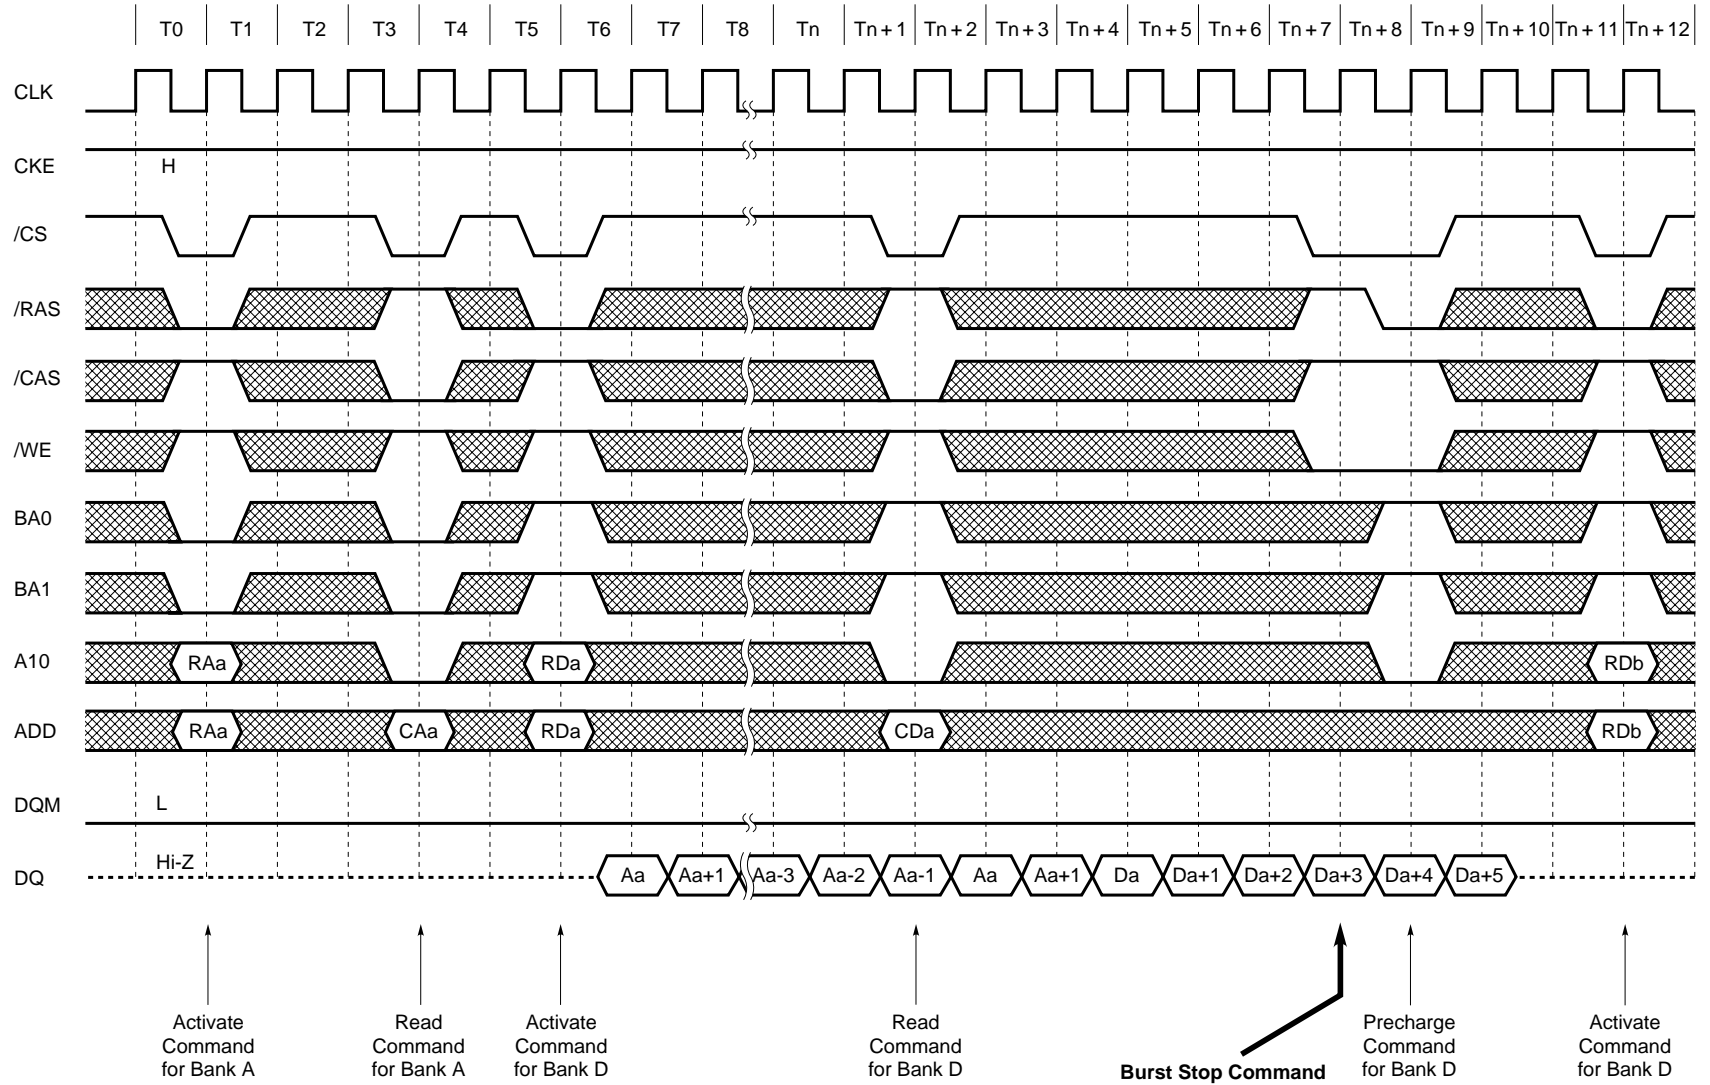 T0 T1 T2 T3 T4 T5 T6 T7 T8 Tn Tn + 1 Tn + 2 Tn + 3 Tn + 4 Tn + 5 Tn + 6 Tn + 7 Tn + 8 Tn + 9 Tn + 10 Tn + 11 Tn + 12
CLK
CKE H
/CS
/RAS
/CAS
/WE
BA0
BA1
A10 RAa RDa RDb
ADD RAa CAa RDa CDa RDb
DQM L
DQ Hi-Z Aa Aa+1 Aa-3 Aa-2 Aa-1 Aa Aa+1 Da Da+1 Da+2 Da+3 Da+4 Da+5
Activate
Command
for Bank A
Read
Command
for Bank A
Activate
Command
for Bank D
Read
Command
for Bank D
Burst Stop Command
Precharge
Command
for Bank D
Activate
Command
for Bank D